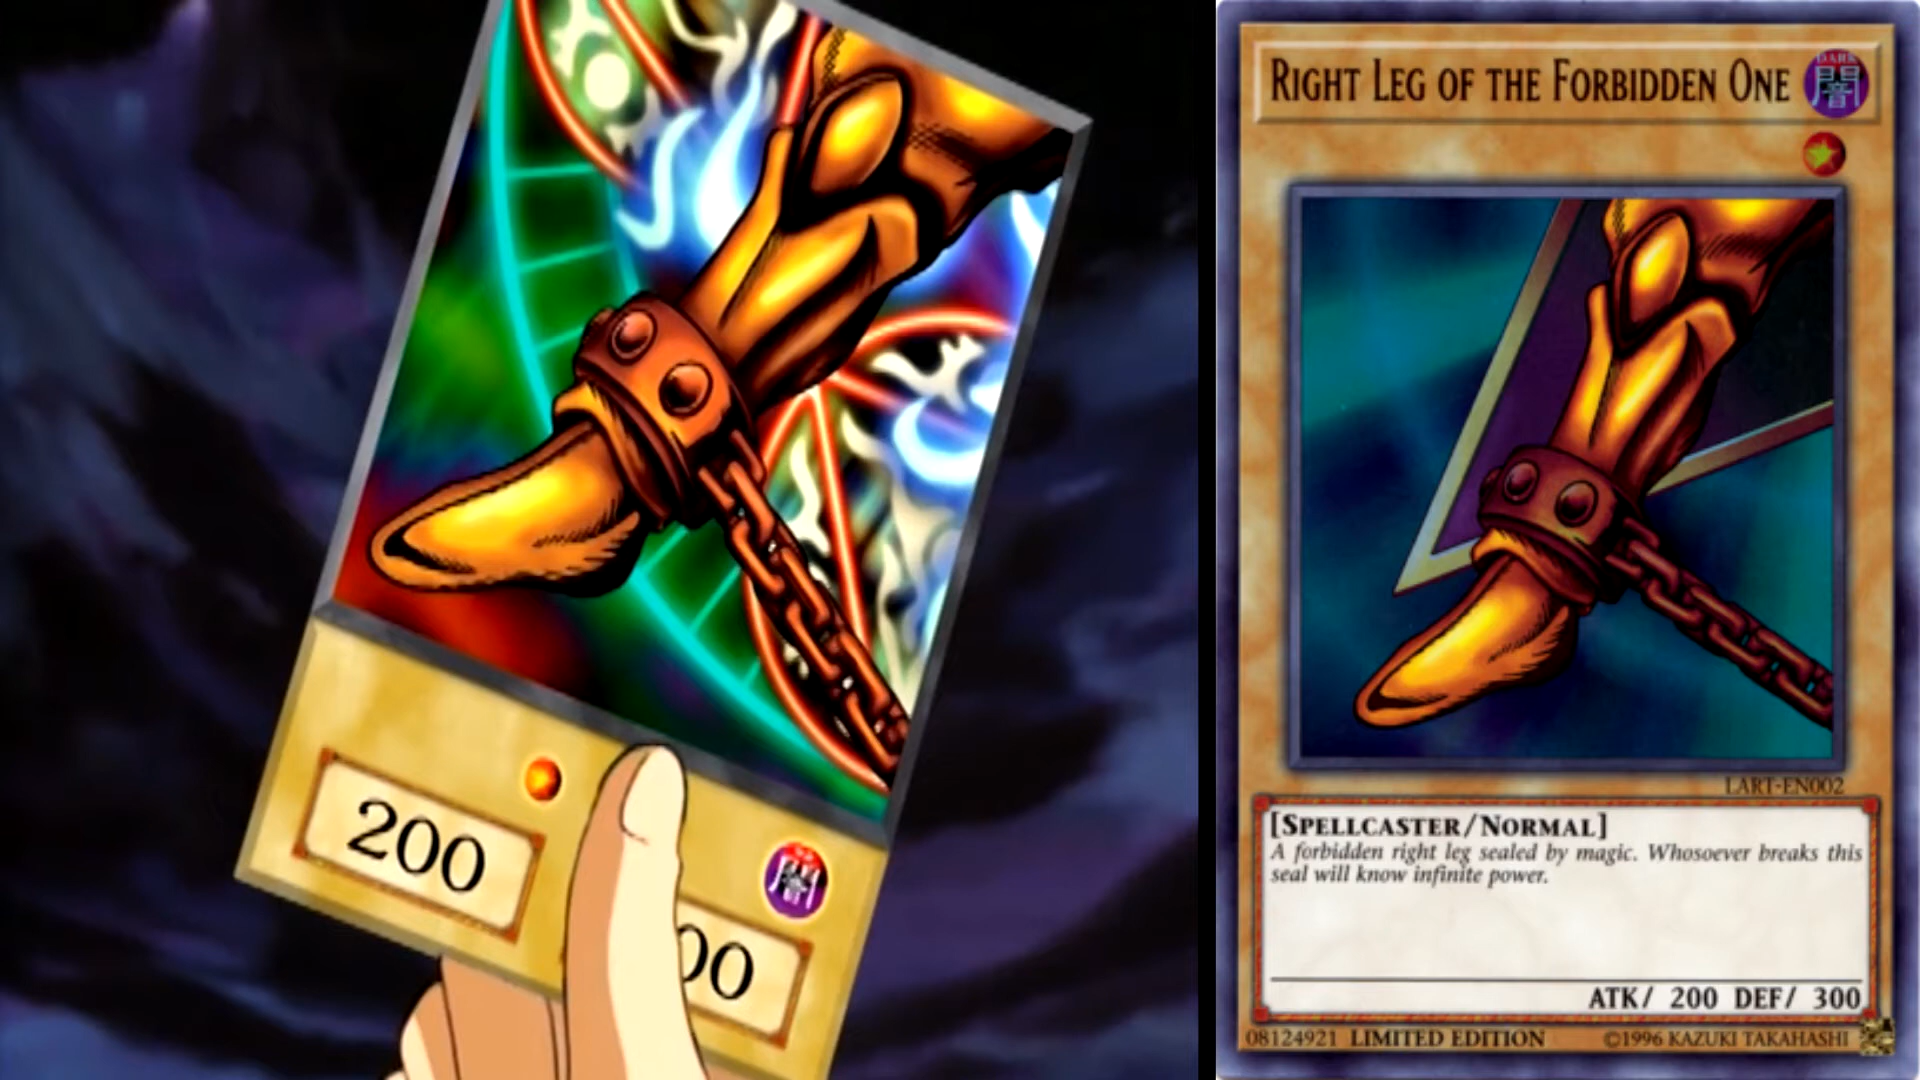 200
00
RIGHT LEG OF THE FORBIDDEN ONE
DARK
闇
LART-EN002
[SPELLCASTER/NORMAL]
A forbidden right leg sealed by magic. Whosoever breaks this
seal will know infinite power.
ATK/ 200 DEF/ 300
08124921 LIMITED EDITION ©1996 KAZUKI TAKAHASHI